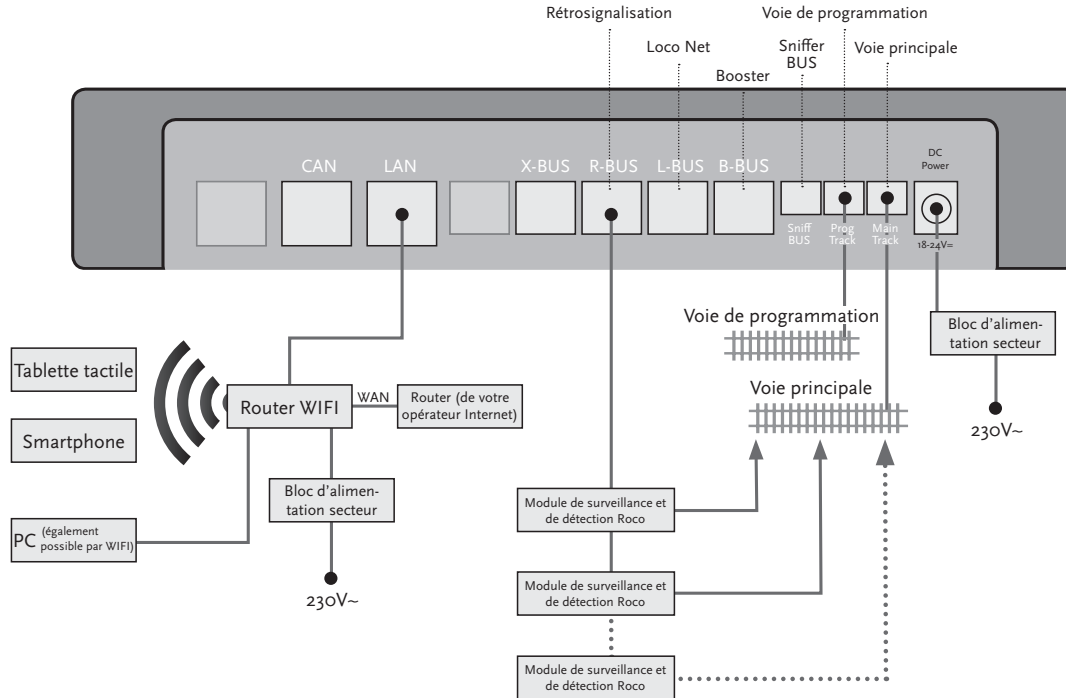 Rétrosignalisation
Voie de programmation
Loco Net
Sniffer
BUS
Voie principale
Booster
CAN
LAN
X-BUS
R-BUS
L-BUS
B-BUS
DC
Power
Sniff
BUS
Prog
Track
Main
Track
18-24V=
Voie de programmation
Bloc d'alimen-
tation secteur
Tablette tactile
Smartphone
Router WIFI
WAN
Router (de votre
opérateur Internet)
Voie principale
230V~
Bloc d'alimen-
tation secteur
PC (également
possible par WIFI)
230V~
Module de surveillance et
de détection Roco
Module de surveillance et
de détection Roco
Module de surveillance et
de détection Roco